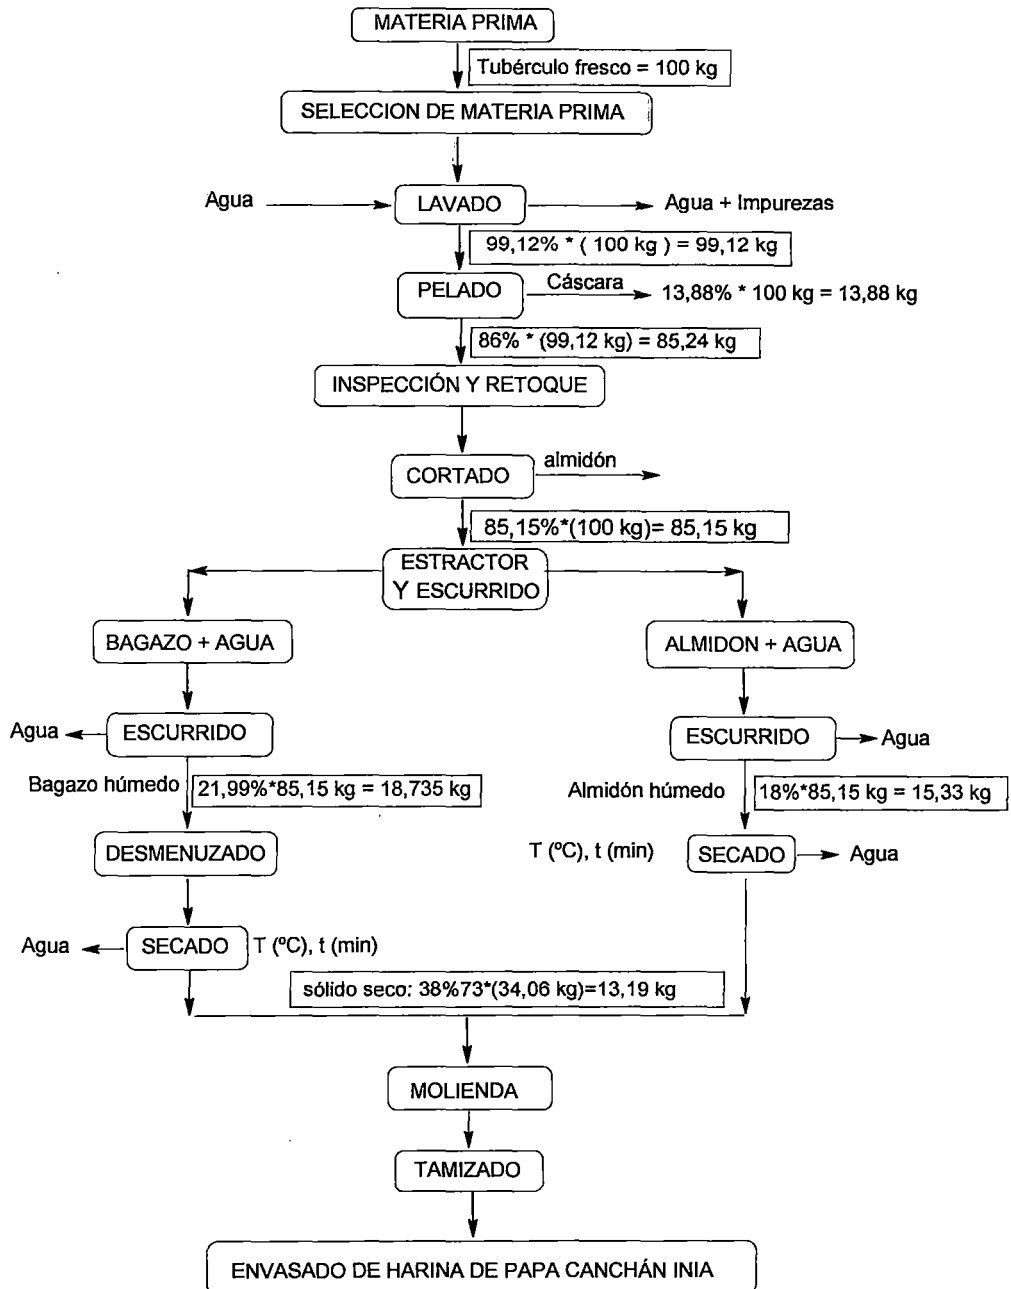 MATERIA PRIMA
Tubérculo fresco = 100 kg
SELECCION DE MATERIA PRIMA
Agua
LAVADO
Agua + Impurezas
99,12% * ( 100 kg ) = 99,12 kg
PELADO
Cáscara
13,88% * 100 kg = 13,88 kg
86% * (99,12 kg) = 85,24 kg
INSPECCIÓN Y RETOQUE
CORTADO
almidón
85,15%*(100 kg)= 85,15 kg
ESTRACTOR
Y ESCURRIDO
BAGAZO + AGUA
ALMIDON + AGUA
Agua
ESCURRIDO
ESCURRIDO
Agua
Bagazo húmedo
21,99%*85,15 kg = 18,735 kg
Almidón húmedo
18%*85,15 kg = 15,33 kg
DESMENUZADO
T (ºC), t (min)
SECADO
Agua
Agua
SECADO
T (ºC), t (min)
sólido seco: 38%73*(34,06 kg)=13,19 kg
MOLIENDA
TAMIZADO
ENVASADO DE HARINA DE PAPA CANCHÁN INIA